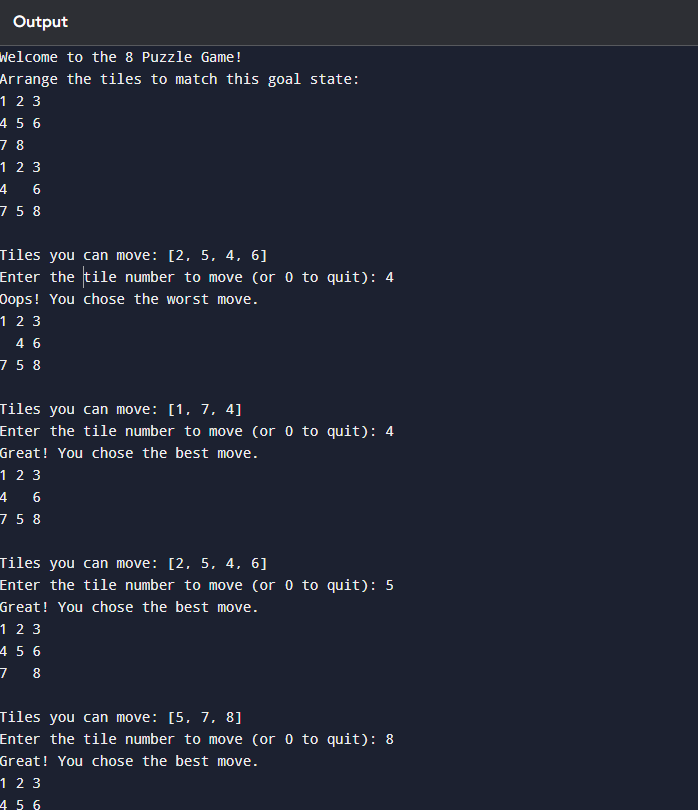 Output
Welcome to the 8 Puzzle Game!
Arrange the tiles to match this goal state:
1 2 3
4 5 6
7 8
1 2 3
4   6
7 5 8

Tiles you can move: [2, 5, 4, 6]
Enter the tile number to move (or 0 to quit): 4
Oops! You chose the worst move.
1 2 3
  4 6
7 5 8

Tiles you can move: [1, 7, 4]
Enter the tile number to move (or 0 to quit): 4
Great! You chose the best move.
1 2 3
4   6
7 5 8

Tiles you can move: [2, 5, 4, 6]
Enter the tile number to move (or 0 to quit): 5
Great! You chose the best move.
1 2 3
4 5 6
7   8

Tiles you can move: [5, 7, 8]
Enter the tile number to move (or 0 to quit): 8
Great! You chose the best move.
1 2 3
4 5 6